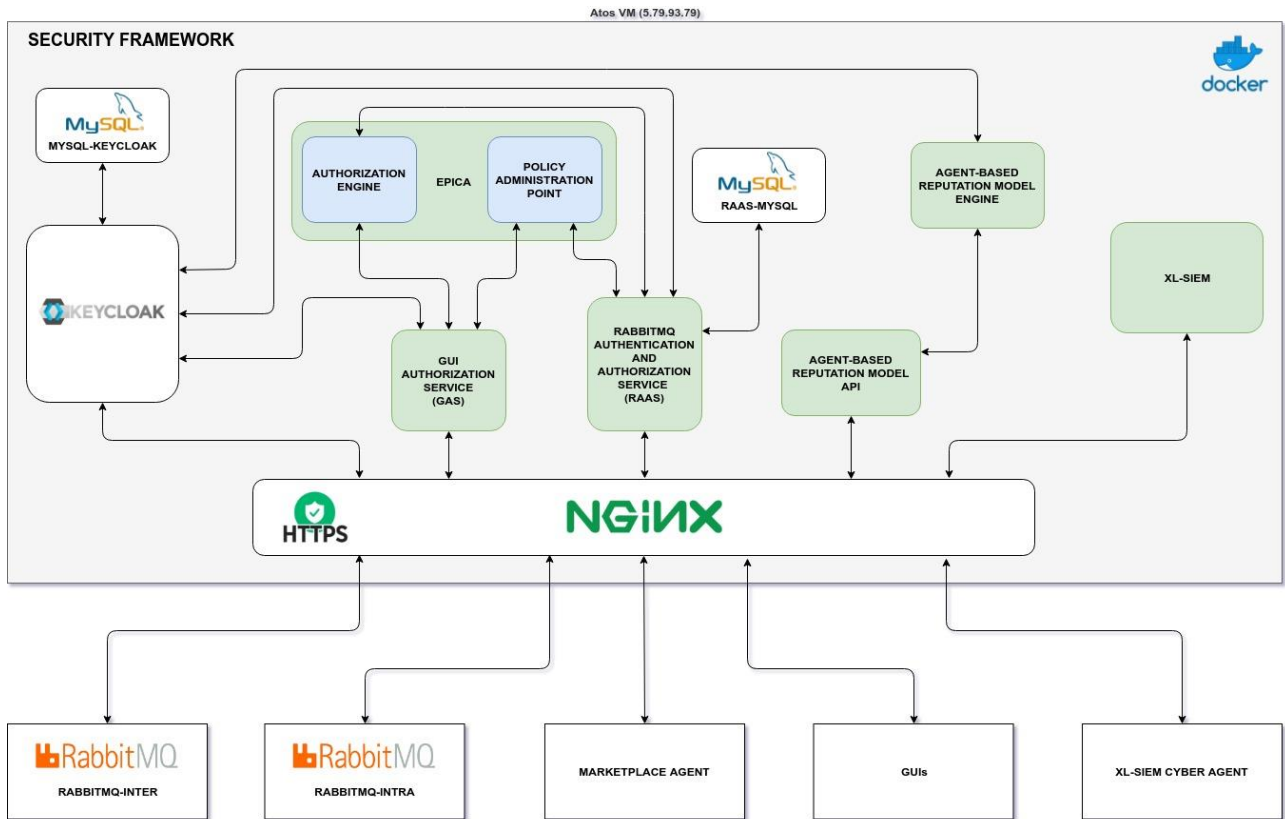 Atos VM (5.79.93.79)
SECURITY FRAMEWORK
docker
MySQL®
MYSQL-KEYCLOAK
AUTHORIZATION
ENGINE
EPICA
POLICY
ADMINISTRATION
POINT
MySQL®
RAAS-MYSQL
AGENT-BASED
REPUTATION MODEL
ENGINE
XL-SIEM
KEYCLOAK
GUI
AUTHORIZATION
SERVICE
(GAS)
RABBITMQ
AUTHENTICATION
AND
AUTHORIZATION
SERVICE
(RAAS)
AGENT-BASED
REPUTATION MODEL
API
HTTPS
NGINX
RabbitMQ
RABBITMQ-INTER
RabbitMQ
RABBITMQ-INTRA
MARKETPLACE AGENT
GUIs
XL-SIEM CYBER AGENT